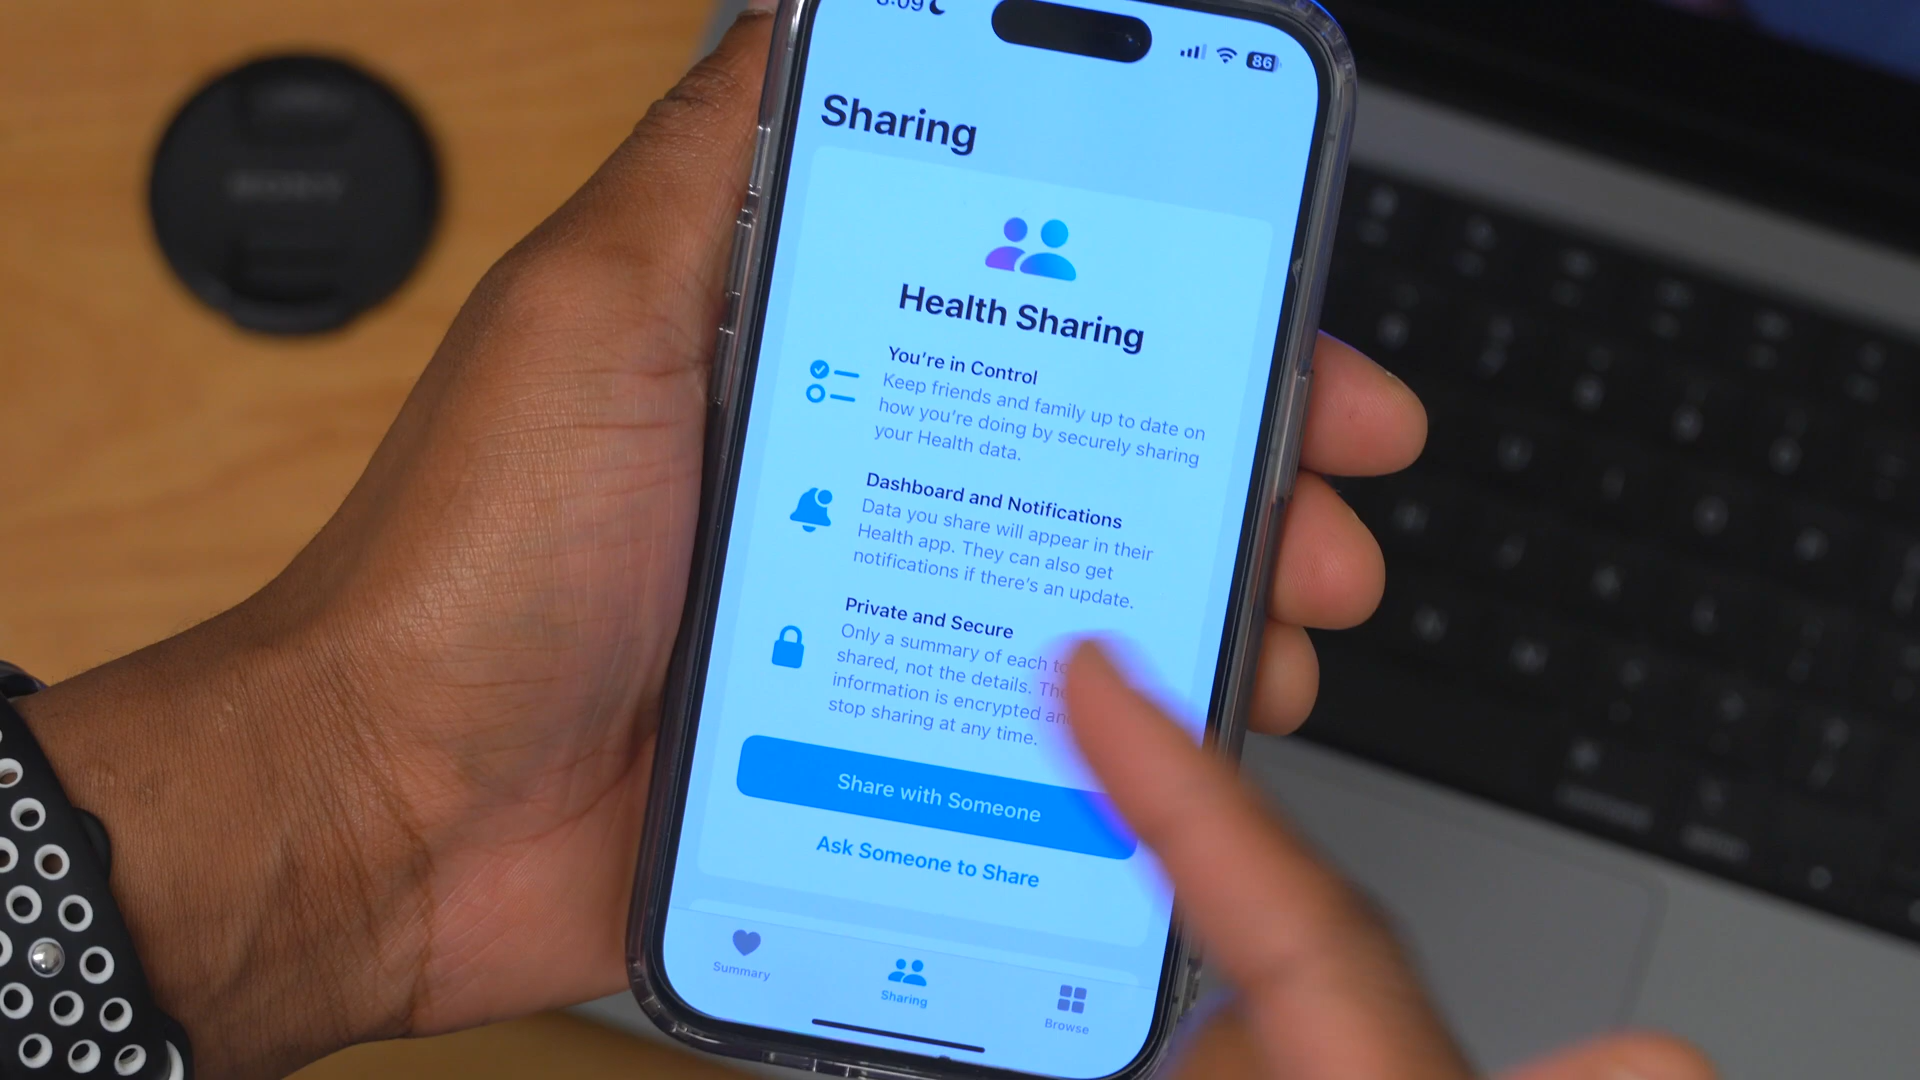 86
Sharing
Health Sharing
You're in Control
Keep friends and family up to date on
how you're doing by securely sharing
your Health data.
Dashboard and Notifications
Data you share will appear in their
Health app. They can also get
notifications if there's an update.
Private and Secure
Only a summary of each
shared, not the details.
information is encrypted
stop sharing at any time.
Share with Someone
Ask Someone to Share
Summary
Sharing
Browse
SONY